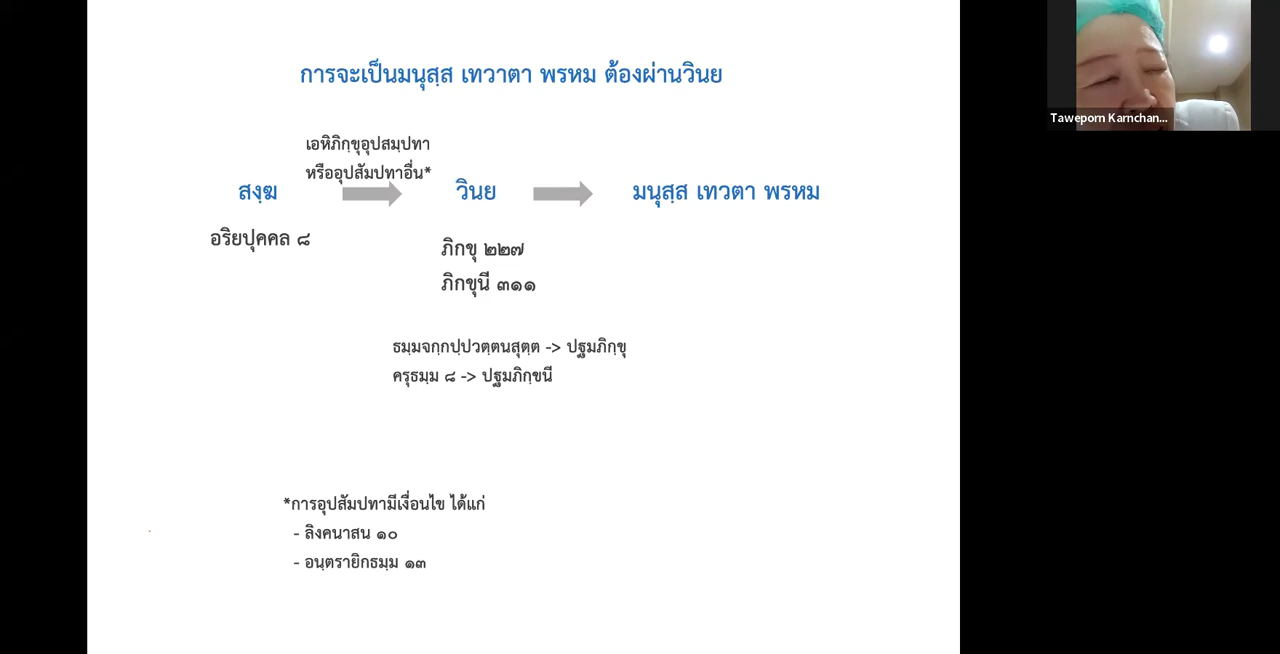 การจะเป็นมนุสฺส เทวาตา พรหม ต้องผ่านวินย
เอหิภิกฺขุอุปสมฺปทา
หรืออุปสัมปทาอื่น*
สงฺฆ วินย มนุสฺส เทวตา พรหม
อริยปุคคล ๘
ภิกขุ ๒๒๗
ภิกขุนี ๓๑๑
ธมฺมจกฺกปฺปวตฺตนสุตฺต -> ปฐมภิกฺขุ
ครุธมฺม ๘ -> ปฐมภิกฺขนี
*การอุปสัมปทามีเงื่อนไข ได้แก่
- ลิงคนาสน ๑๐
- อนฺตรายิกธมฺม ๑๓
Taweporn Karnchan...